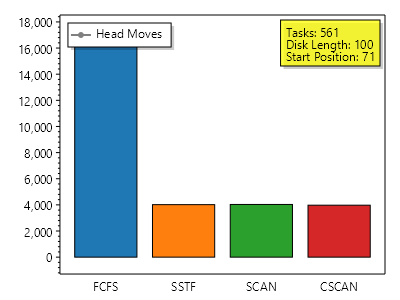 18,000
Head Moves
Tasks: 561
Disk Length: 100
Start Position: 71
16,000
14,000
12,000
10,000
8,000
6,000
4,000
2,000
0
FCFS SSTF SCAN CSCAN